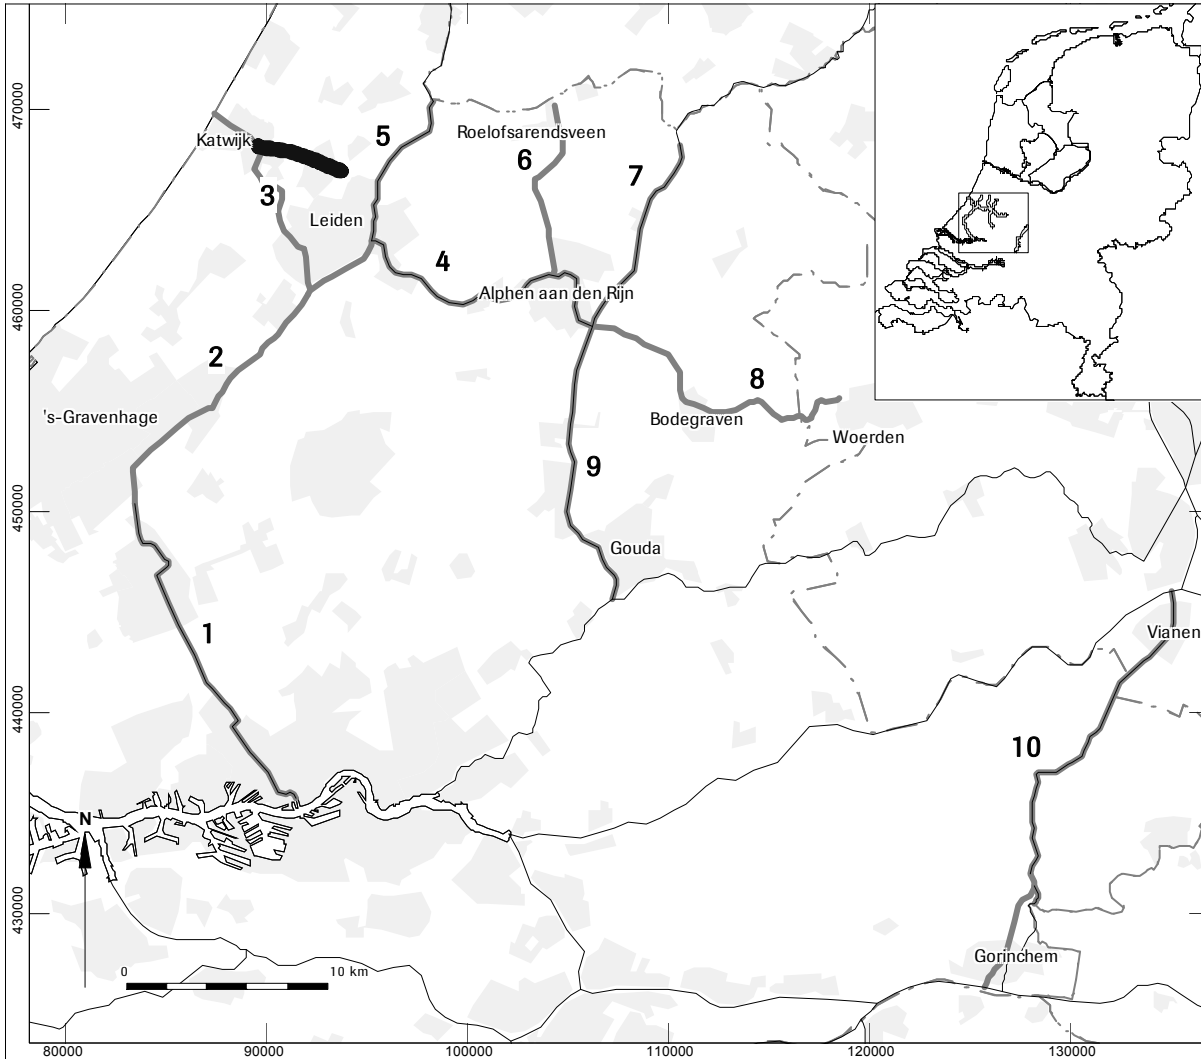 470000
460000
450000
440000
430000
Katwijk
5
Roelofsarendsveen
6
7
3
Leiden
4
Alphen aan den Rijn
2
8
's-Gravenhage
Bodegraven
Woerden
9
Gouda
1
Vianen
10
N
Gorinchem
0
10 km
80000
90000
100000
110000
120000
130000